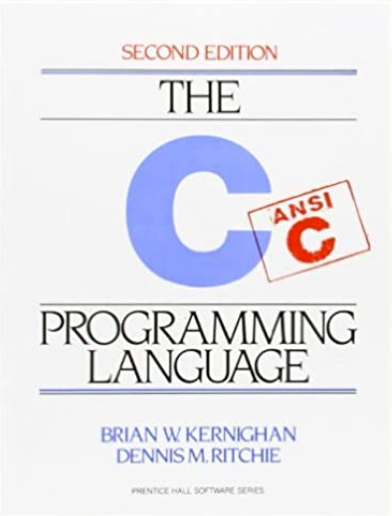 SECOND EDITION
THE
C
ANSI
C
PROGRAMMING
LANGUAGE
BRIAN W. KERNIGHAN
DENNIS M. RITCHIE
PRENTICE HALL SOFTWARE SERIES